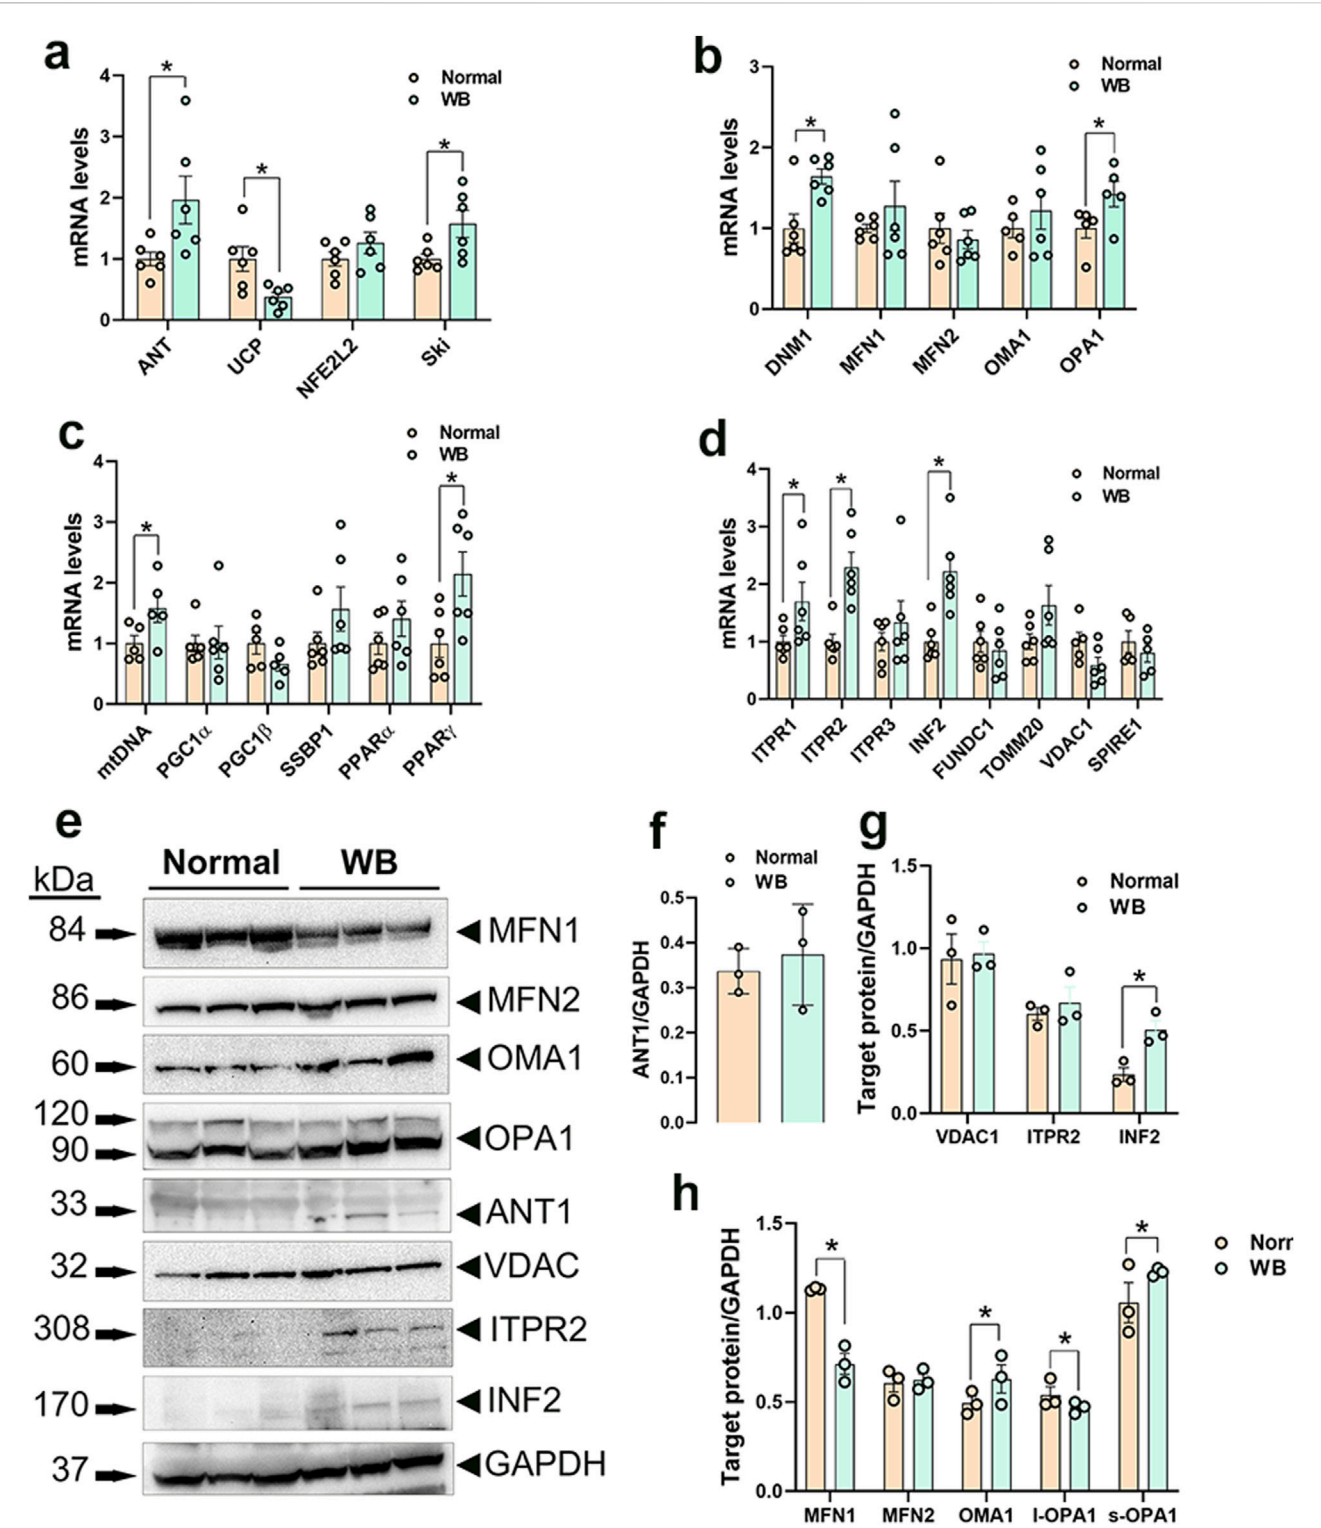 a
4
3
2
1
0
mRNA levels
*
*
*
Normal
WB
ANT
UCP
NFE2L2
Ski
b
3
2
1
0
mRNA levels
*
*
Normal
WB
DNM1
MFN1
MFN2
OMA1
OPA1
c
4
3
2
1
0
mRNA levels
*
*
Normal
WB
mtDNA
PGC1α
PGC1β
SSBP1
PPARα
PPARγ
d
4
3
2
1
0
mRNA levels
*
*
*
Normal
WB
ITPR1
ITPR2
ITPR3
INF2
FUNDC1
TOMM20
VDAC1
SPIRE1
e
kDa
Normal
WB
84
MFN1
86
MFN2
60
OMA1
120
90
OPA1
33
ANT1
32
VDAC
308
ITPR2
170
INF2
37
GAPDH
f
Normal
WB
0.5
0.4
0.3
0.2
0.1
0.0
ANT1/GAPDH
g
1.5
1.0
0.5
0.0
Target protein/GAPDH
Normal
WB
*
VDAC1
ITPR2
INF2
h
1.5
1.0
0.5
0.0
Target protein/GAPDH
*
*
*
*
Norr
WB
MFN1
MFN2
OMA1
l-OPA1
s-OPA1